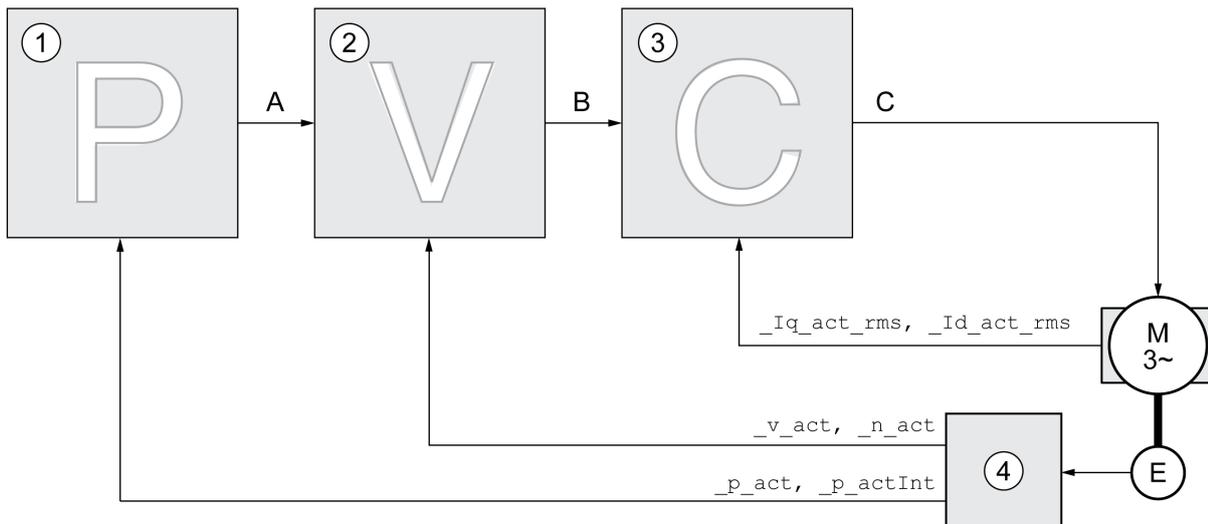 1
P
A
2
V
B
3
C
C
_Iq_act_rms, _Id_act_rms
M
3~
_v_act, _n_act
_p_act, _p_actInt
4
E